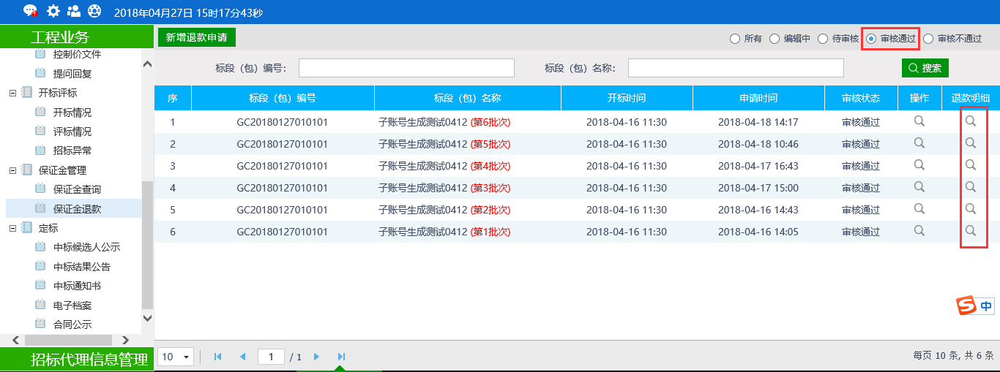 2018年04月27日 15时17分43秒
工程业务
控制价文件
提问回复
开标评标
开标情况
评标情况
招标异常
保证金管理
保证金查询
保证金退款
定标
中标候选人公示
中标结果公告
中标通知书
电子档案
合同公示
招标代理信息管理
新增退款申请
所有 编辑中 待审核 审核通过 审核不通过
标段（包）编号： 标段（包）名称： 搜索
序 标段（包）编号 标段（包）名称 开标时间 申请时间 审核状态 操作 退款明细
1 GC20180127010101 子账号生成测试0412 (第6批次) 2018-04-16 11:30 2018-04-18 14:17 审核通过
2 GC20180127010101 子账号生成测试0412 (第5批次) 2018-04-16 11:30 2018-04-18 10:46 审核通过
3 GC20180127010101 子账号生成测试0412 (第4批次) 2018-04-16 11:30 2018-04-17 16:43 审核通过
4 GC20180127010101 子账号生成测试0412 (第3批次) 2018-04-16 11:30 2018-04-17 15:00 审核通过
5 GC20180127010101 子账号生成测试0412 (第2批次) 2018-04-16 11:30 2018-04-16 14:43 审核通过
6 GC20180127010101 子账号生成测试0412 (第1批次) 2018-04-16 11:30 2018-04-16 14:05 审核通过
S 中
10 1 / 1 每页 10 条, 共 6 条